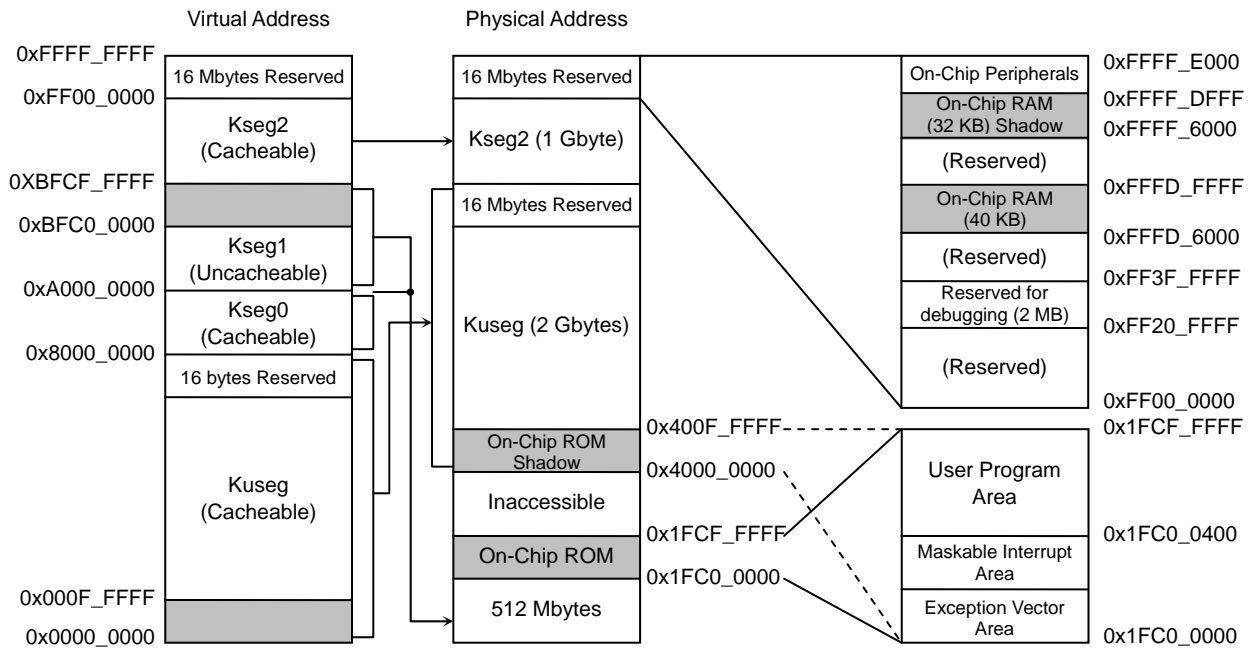 Virtual Address
Physical Address
0xFFFF_FFFF
16 Mbytes Reserved
0xFF00_0000
Kseg2
(Cacheable)
0XBFCF_FFFF
0xBFC0_0000
Kseg1
(Uncacheable)
0xA000_0000
Kseg0
(Cacheable)
0x8000_0000
16 bytes Reserved
Kuseg
(Cacheable)
0x000F_FFFF
0x0000_0000
16 Mbytes Reserved
Kseg2 (1 Gbyte)
16 Mbytes Reserved
Kuseg (2 Gbytes)
On-Chip ROM
Shadow
Inaccessible
On-Chip ROM
512 Mbytes
0x400F_FFFF
0x4000_0000
0x1FCF_FFFF
0x1FC0_0000
On-Chip Peripherals
On-Chip RAM
(32 KB) Shadow
(Reserved)
On-Chip RAM
(40 KB)
(Reserved)
Reserved for
debugging (2 MB)
(Reserved)
0xFFFF_E000
0xFFFF_DFFF
0xFFFF_6000
0xFFFD_FFFF
0xFFFD_6000
0xFF3F_FFFF
0xFF20_FFFF
0xFF00_0000
0x1FCF_FFFF
User Program
Area
0x1FC0_0400
Maskable Interrupt
Area
Exception Vector
Area
0x1FC0_0000